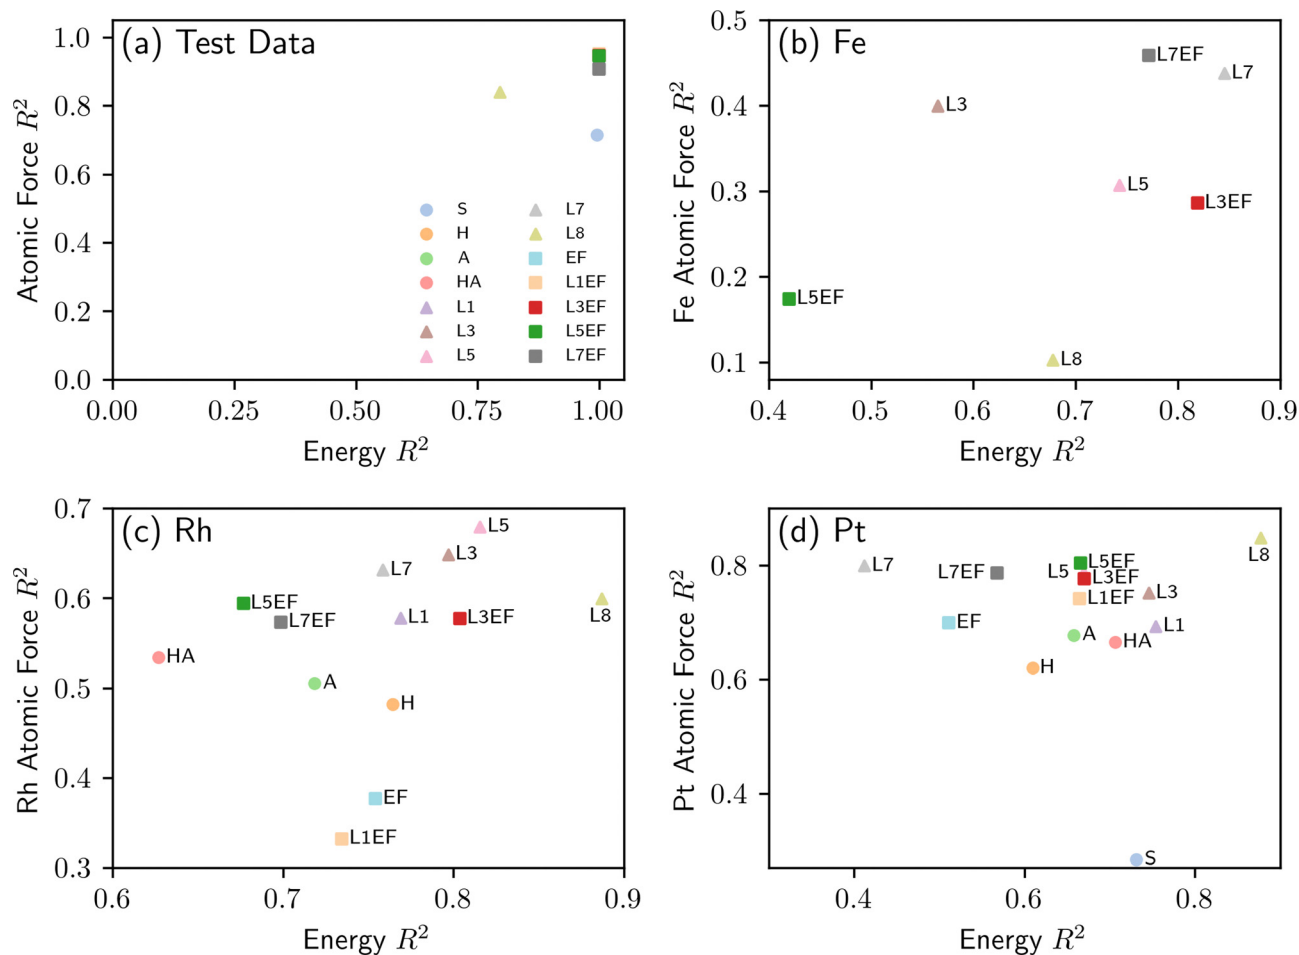 (a) Test Data
Atomic Force R²
1.0
0.8
0.6
0.4
0.2
0.0
S
H
A
HA
L1
L3
L5
L7
L8
EF
L1EF
L3EF
L5EF
L7EF
0.00 0.25 0.50 0.75 1.00
Energy R²
(b) Fe
Fe Atomic Force R²
0.5
0.4
0.3
0.2
0.1
L7EF
L7
L3
L5
L3EF
L5EF
L8
0.4 0.5 0.6 0.7 0.8 0.9
Energy R²
(c) Rh
Rh Atomic Force R²
0.7
0.6
0.5
0.4
0.3
L5
L3
L7
L5EF
L7EF
L1
L3EF
L8
HA
A
H
EF
L1EF
0.6 0.7 0.8 0.9
Energy R²
(d) Pt
Pt Atomic Force R²
0.8
0.6
0.4
L8
L7
L7EF
L5
L5EF
L3EF
L3
L1EF
EF
A
L1
HA
H
S
0.4 0.6 0.8
Energy R²